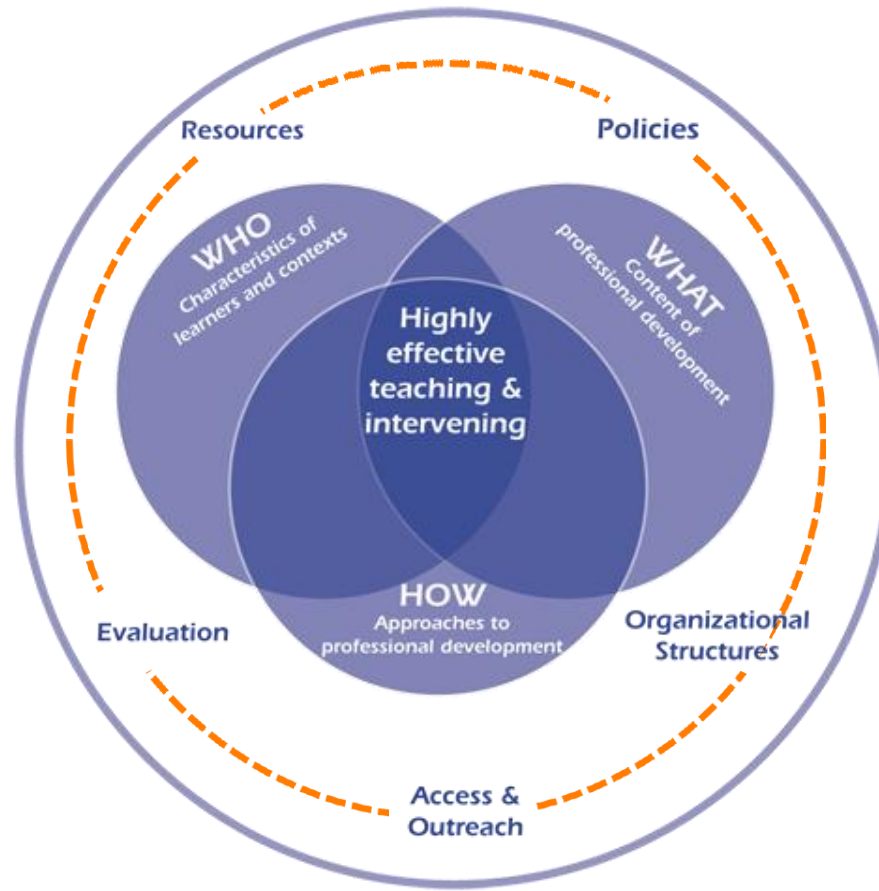 Resources
Policies
WHO
Characteristics of
learners and contexts
WHAT
Content of
professional development
Highly
effective
teaching &
intervening
HOW
Approaches to
professional development
Evaluation
Organizational
Structures
Access &
Outreach